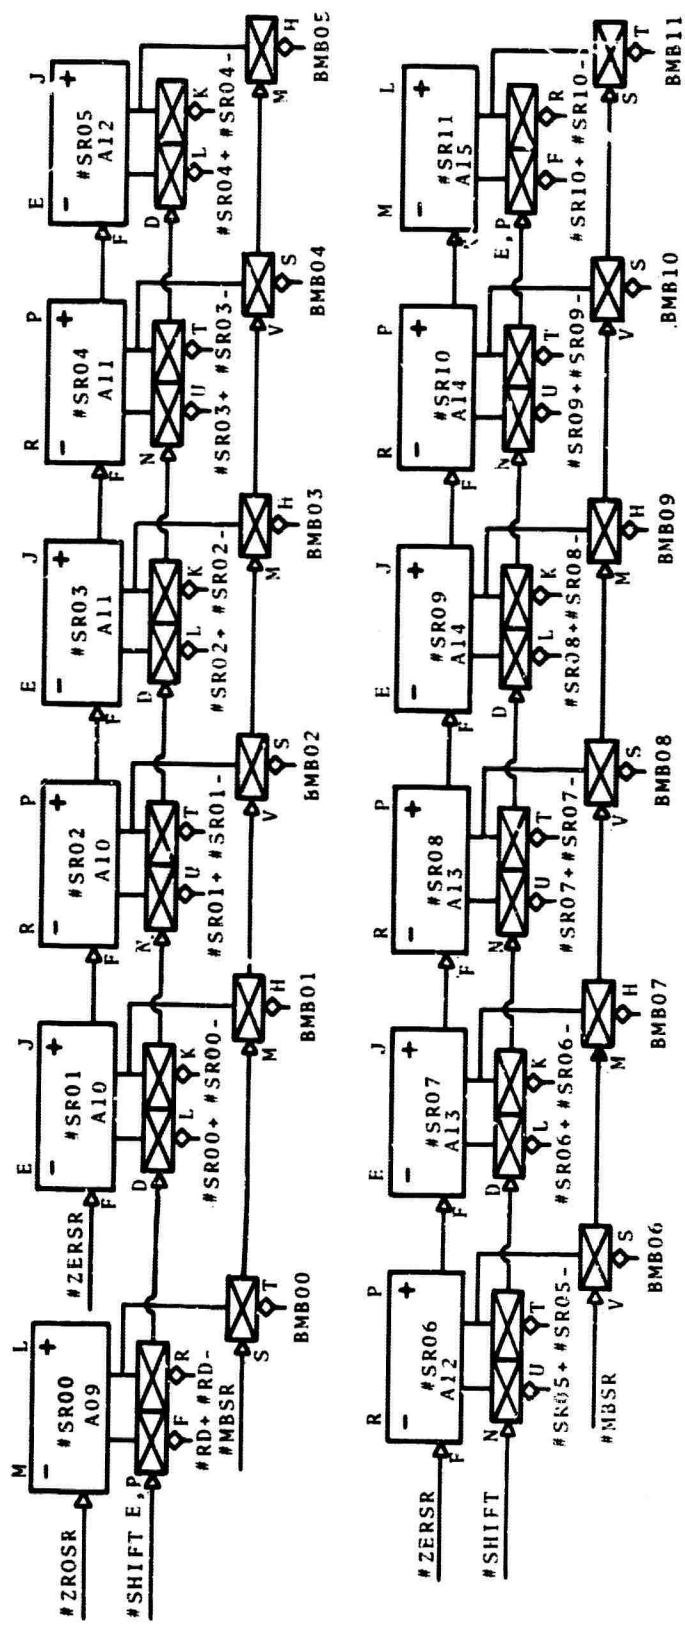 M L E J R P E J R P E J
- + - + - + - + - + - +
#SR00 #SR01 #SR02 #SR03 #SR04 #SR05
A09 A10 A10 A11 A11 A12
#ZROSR #ZERSR F F F F F
#SHIFT E,P D N D N D
F R L K U T L K U T L K
#RD+ #RD- #SR00+ #SR00- #SR01+ #SR01- #SR02+ #SR02- #SR03+ #SR03- #SR04+ #SR04-
#MBSR S M V M V M
T H S H S H
BMB00 BMB01 BMB02 BMB03 BMB04 BMB05
R P E J R P E J R P M L
- + - + - + - + - + - +
#SR06 #SR07 #SR08 #SR09 #SR10 #SR11
A12 A13 A13 A14 A14 A15
#ZERSR F F F F F
#SHIFT N D N D N E,P
U T L K U T L K U T F R
#SR05+ #SR05- #SR06+ #SR06- #SR07+ #SR07- #SR08+ #SR08- #SR09+ #SR09- #SR10+ #SR10-
#MBSR V M V M V S
S H S H S T
BMB06 BMB07 BMB08 BMB09 BMB10 BMB11